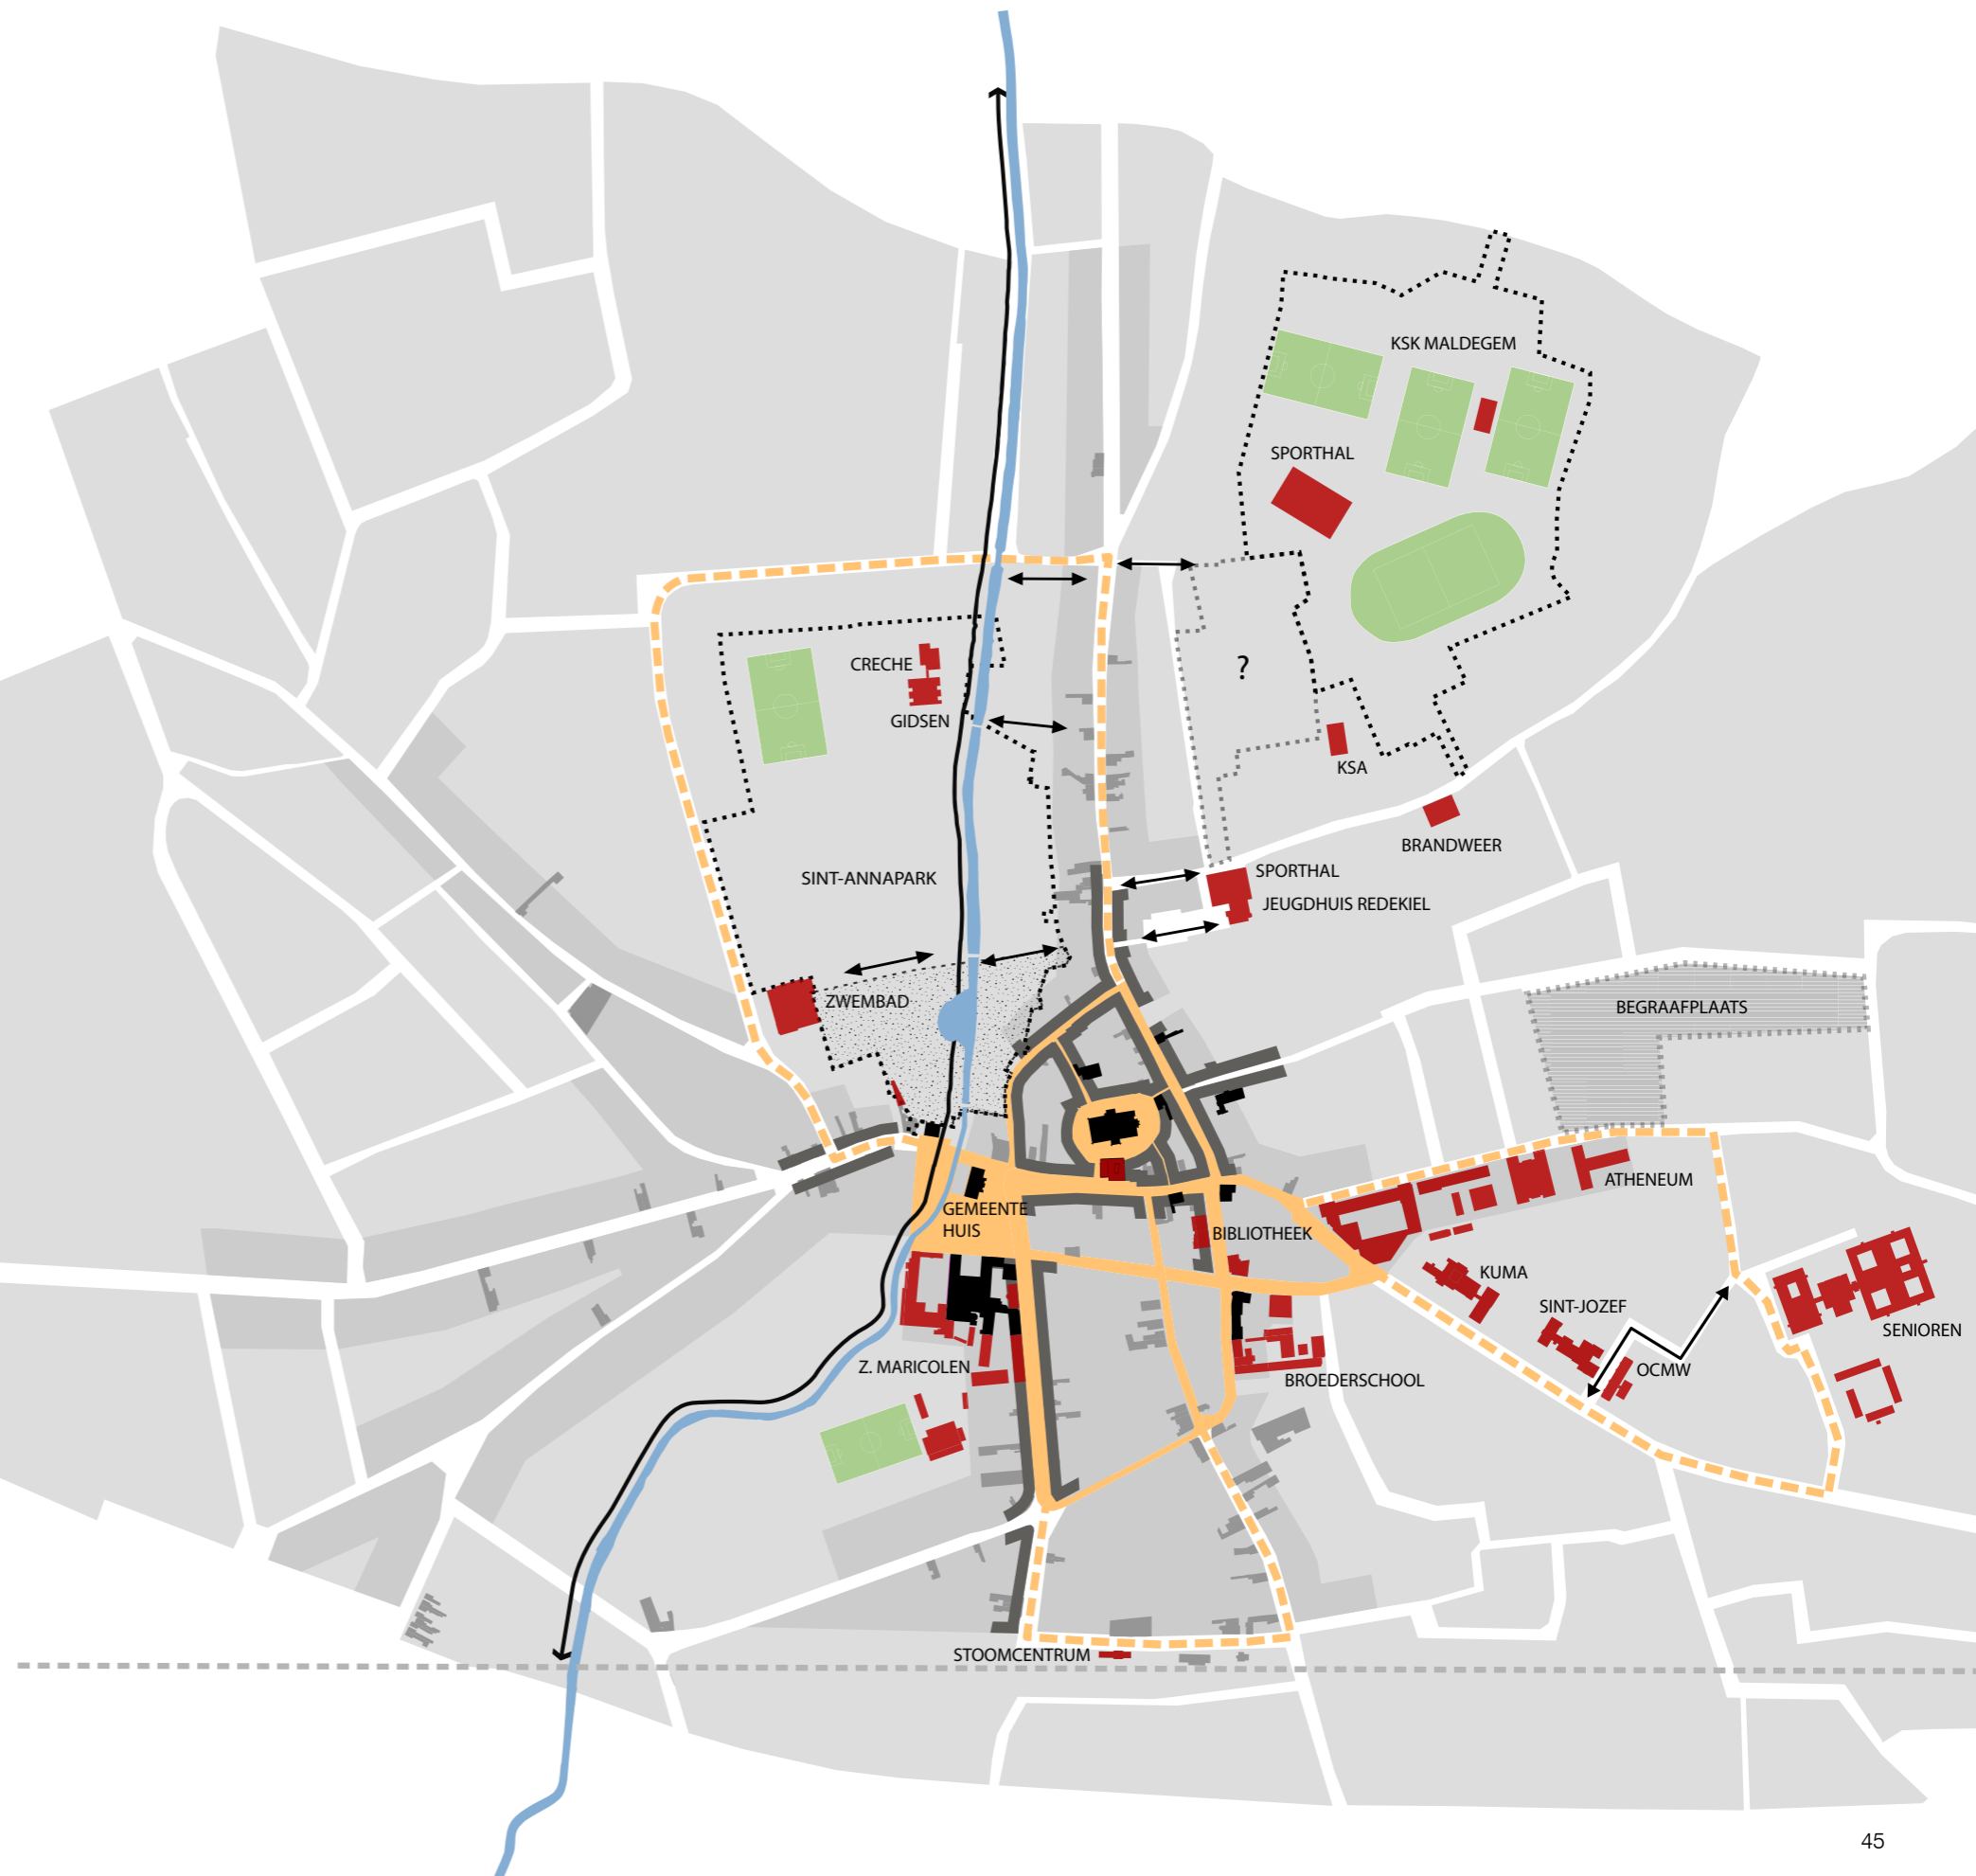 KSK MALDEGEM
SPORTHAL
CRECHE
GIDSEN
?
KSA
BRANDWEER
SINT-ANNAPARK
SPORTHAL
JEUGDHUIS REDEKIEL
ZWEMBAD
BEGRAAFPLAATS
ATHENEUM
GEMEENTE
HUIS
BIBLIOTHEEK
KUMA
SINT-JOZEF
SENIOREN
Z. MARICOLEN
OCMW
BROEDERSCHOOL
STOOMCENTRUM
45